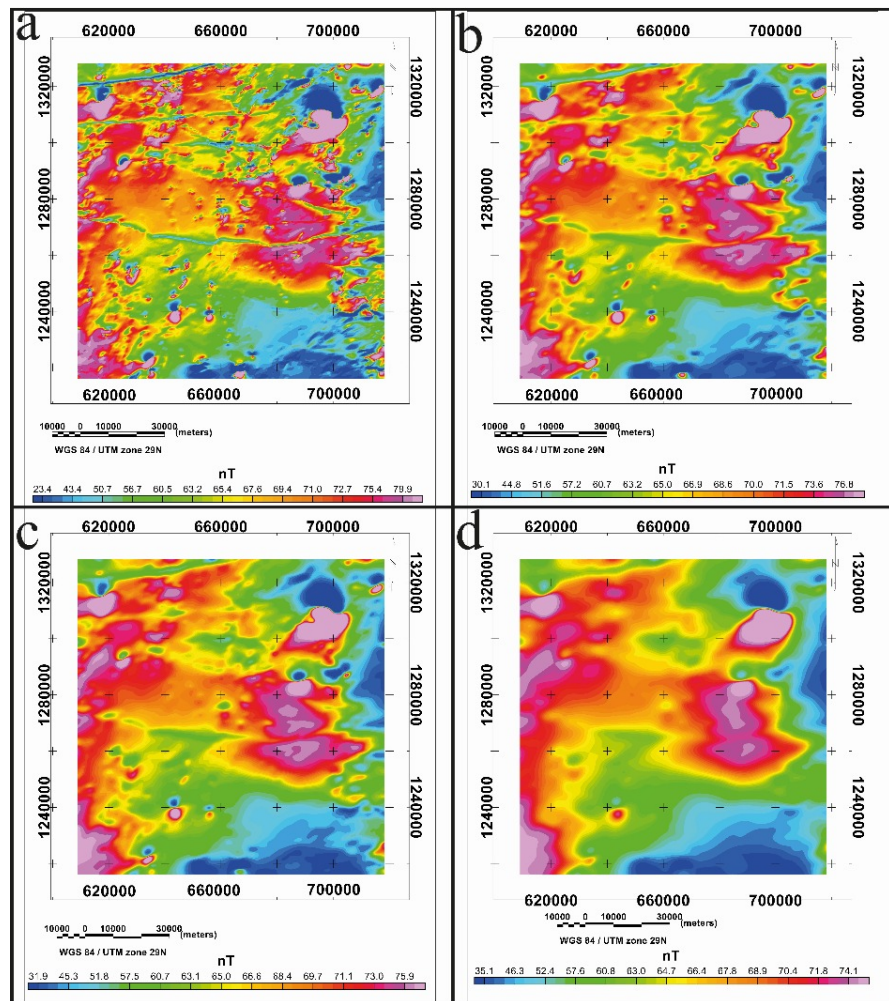 a
620000 660000 700000
1320000 1320000
1280000 1280000
1240000 1240000
620000 660000 700000
10000 0 10000 30000
(meters)
WGS 84 / UTM zone 29N
nT
23.4 43.4 50.7 56.7 60.5 63.2 65.4 67.6 69.4 71.0 72.7 75.4 79.9
b
620000 660000 700000
1320000 1320000
1280000 1280000
1240000 1240000
620000 660000 700000
10000 0 10000 30000
(meters)
WGS 84 / UTM zone 29N
nT
30.1 44.8 51.6 57.2 60.7 63.2 65.0 66.9 68.6 70.0 71.5 73.6 76.8
c
620000 660000 700000
1320000 1320000
1280000 1280000
1240000 1240000
620000 660000 700000
10000 0 10000 30000
(meters)
WGS 84 / UTM zone 29N
nT
31.9 45.3 51.8 57.5 60.7 63.1 65.0 66.6 68.4 69.7 71.1 73.0 75.9
d
620000 660000 700000
1320000 1320000
1280000 1280000
1240000 1240000
620000 660000 700000
10000 0 10000 30000
(meters)
WGS 84 / UTM zone 29N
nT
35.1 46.3 52.4 57.6 60.8 63.0 64.7 66.4 67.8 68.9 70.4 71.8 74.1